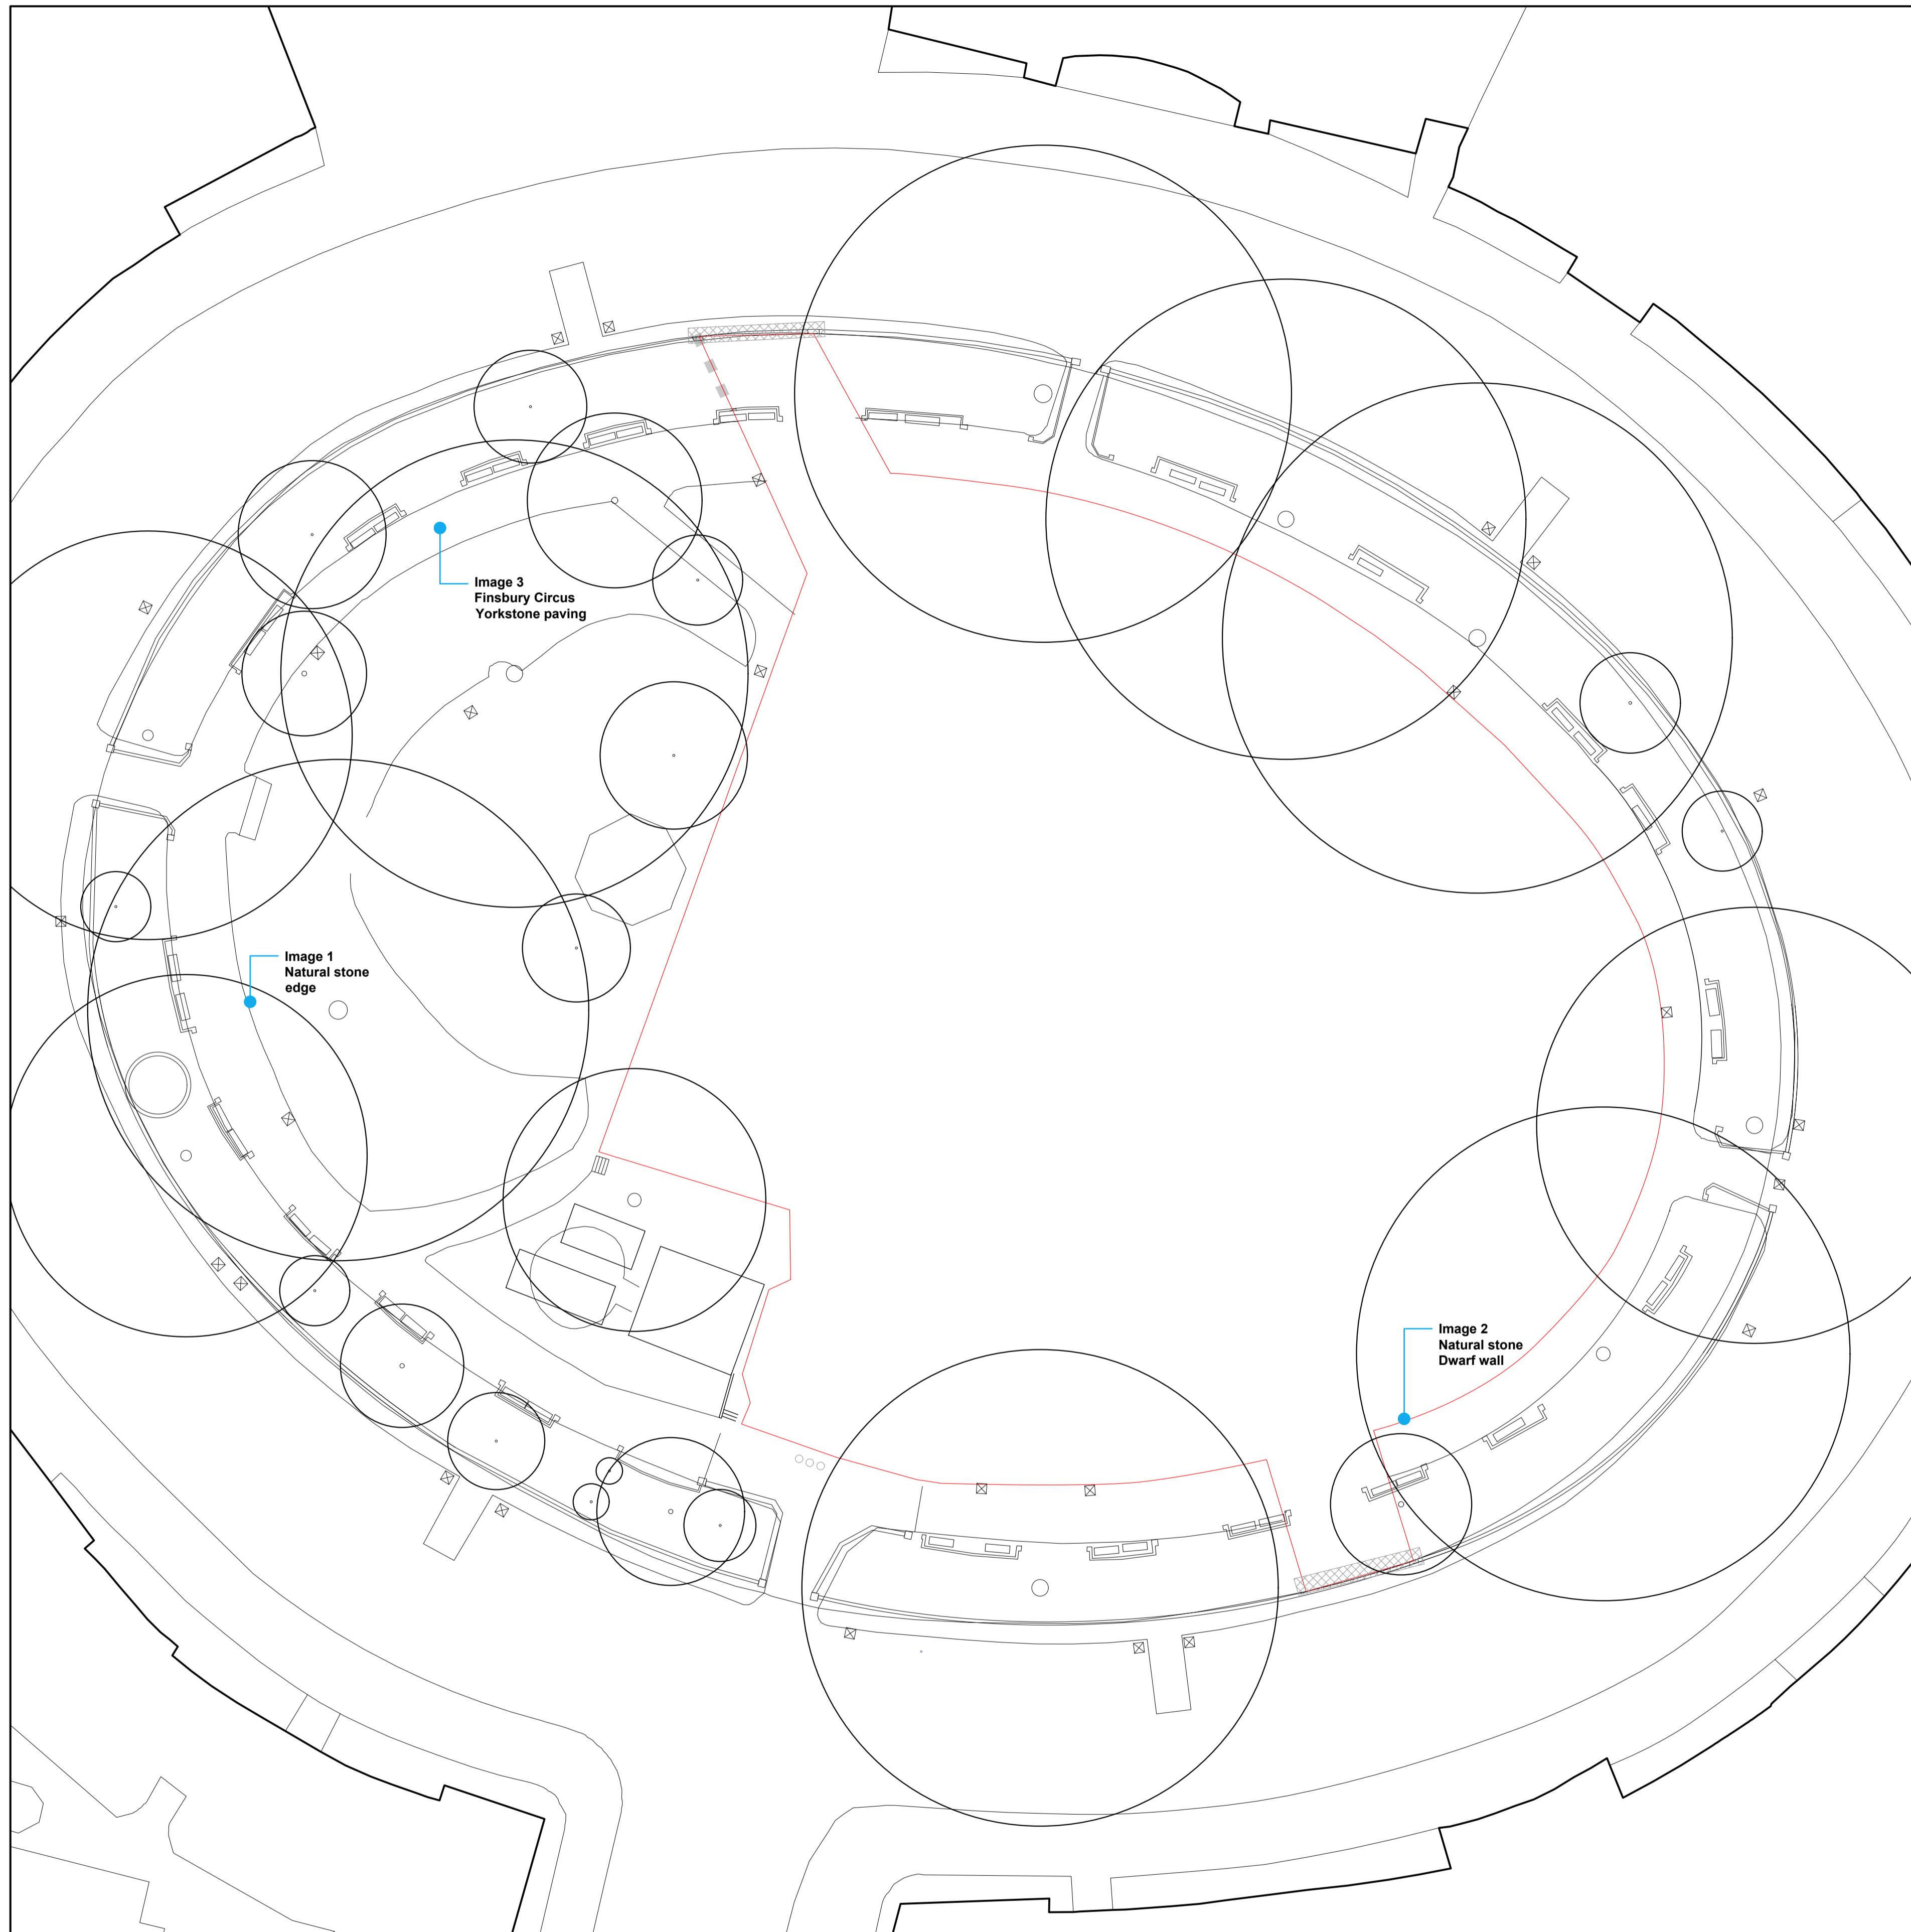 Image 3
Finsbury Circus
Yorkstone paving
Image 1
Natural stone
edge
Image 2
Natural stone
Dwarf wall